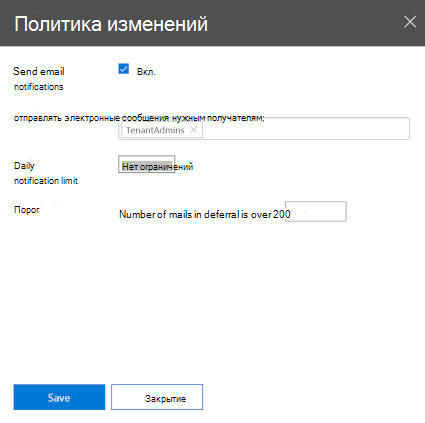 Политика изменений
Send email
notifications
Вкл.
отправлять электронные сообщения нужным получателям;
TenantAdmins
Daily
notification limit
Нет ограничений
Порог
Number of mails in deferral is over 200
Save
Закрытие